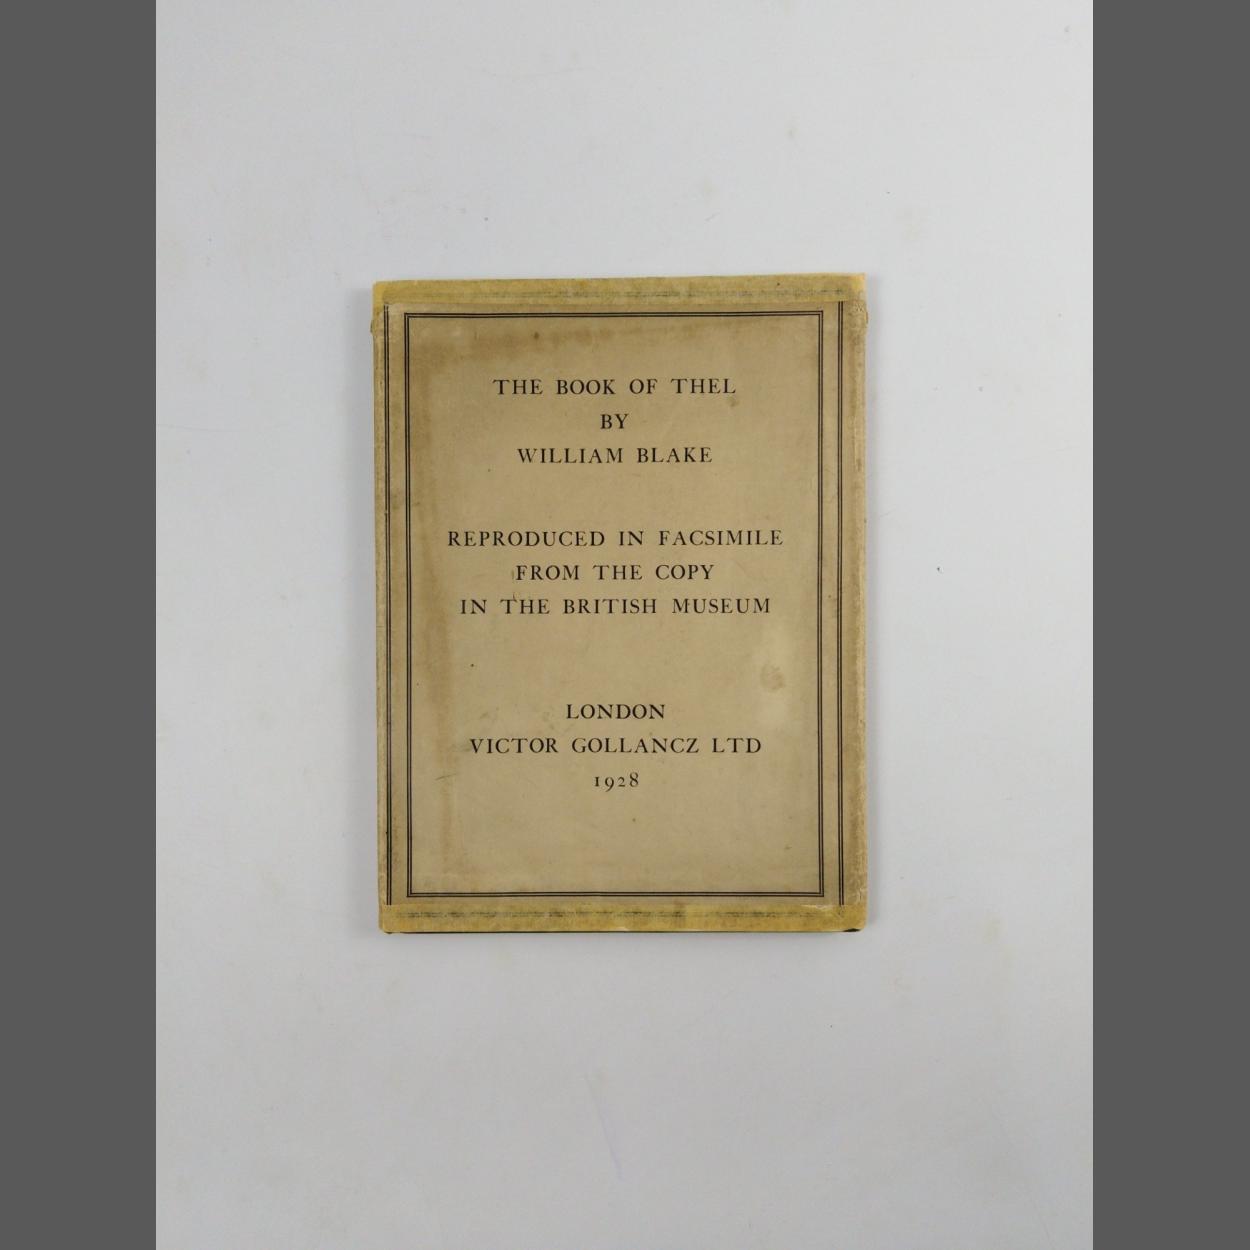 THE BOOK OF THEL
BY
WILLIAM BLAKE
REPRODUCED IN FACSIMILE
FROM THE COPY
IN THE BRITISH MUSEUM
LONDON
VICTOR GOLLANCZ LTD
1928